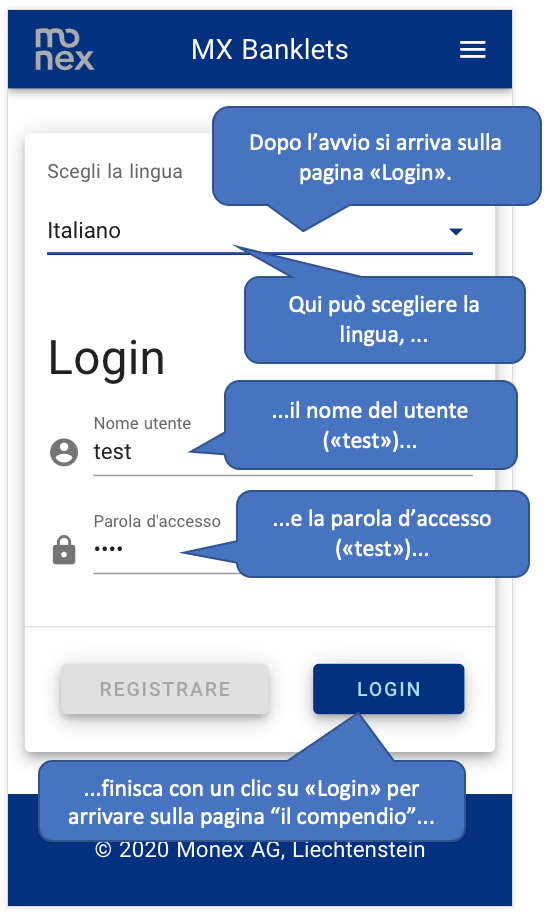 monex
MX Banklets
Dopo l’avvio si arriva sulla
pagina «Login».
Scegli la lingua
Italiano
Qui può scegliere la
lingua, ...
Login
...il nome del utente
(«test»)...
Nome utente
test
...e la parola d’accesso
(«test»)...
Parola d'accesso
••••
REGISTRARE
LOGIN
...finisca con un clic su «Login» per
arrivare sulla pagina “il compendio”...
© 2020 Monex AG, Liechtenstein